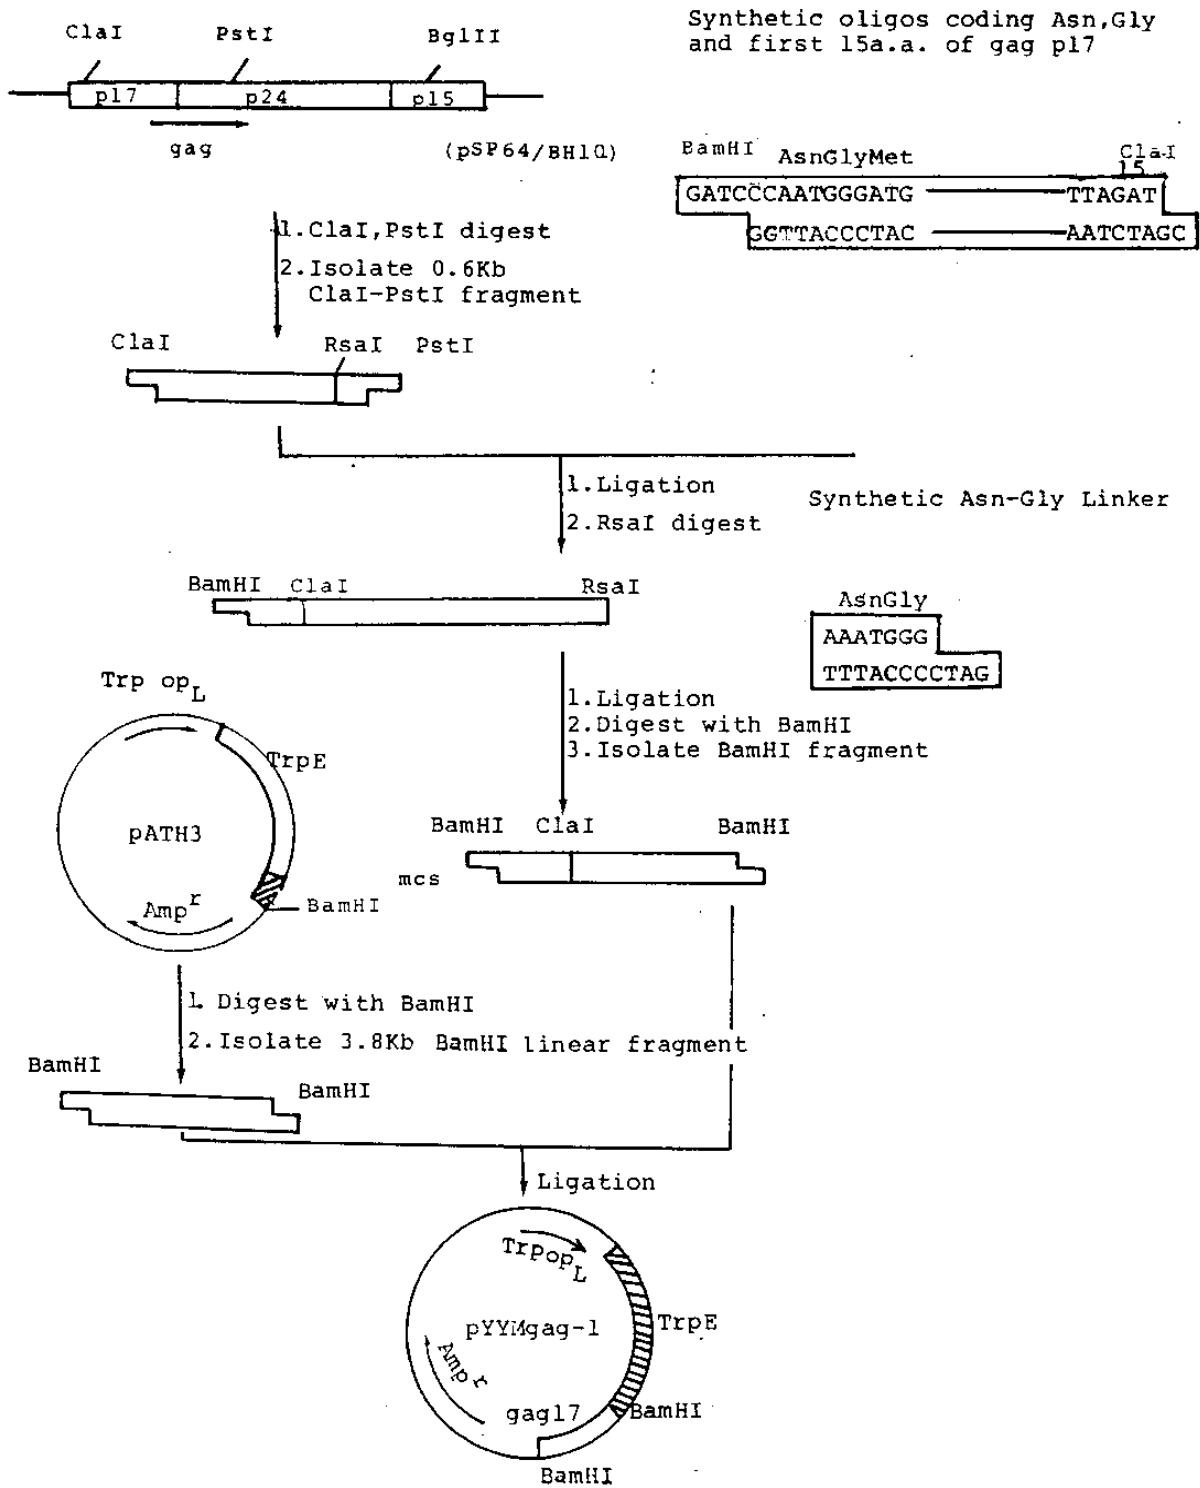 Synthetic oligos coding Asn,Gly
and first 15a.a. of gag p17
ClaI PstI BglII
p17 p24 p15
gag
(pSP64/BH10)
BamHI AsnGlyMet ClaI
15
GATCCCAATGGGATG TTAGAT
GGTTACCCTAC AATCTAGC
1.ClaI,PstI digest
2.Isolate 0.6Kb
ClaI-PstI fragment
ClaI RsaI PstI
1.Ligation
2.RsaI digest
Synthetic Asn-Gly Linker
BamHI ClaI RsaI
AsnGly
AAATGGG
TTTACCCCTAG
Trp opL
TrpE
pATH3
Ampr
BamHI
1.Ligation
2.Digest with BamHI
3.Isolate BamHI fragment
BamHI ClaI BamHI
mcs
1. Digest with BamHI
2.Isolate 3.8Kb BamHI linear fragment
BamHI
BamHI
Ligation
TrpopL
pYYMgag-1
TrpE
Ampr
gag17
BamHI
BamHI